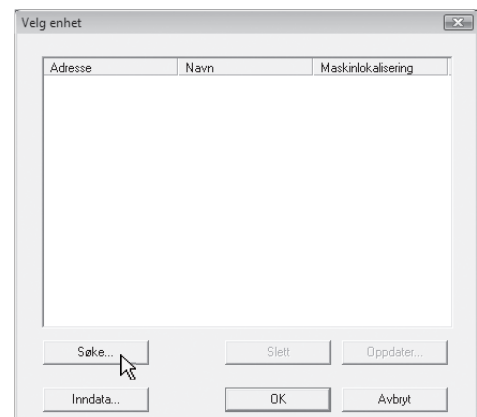 Velg enhet
Adresse Navn Maskinlokalisering
Søke... Slett Oppdater...
Inndata... OK Avbryt